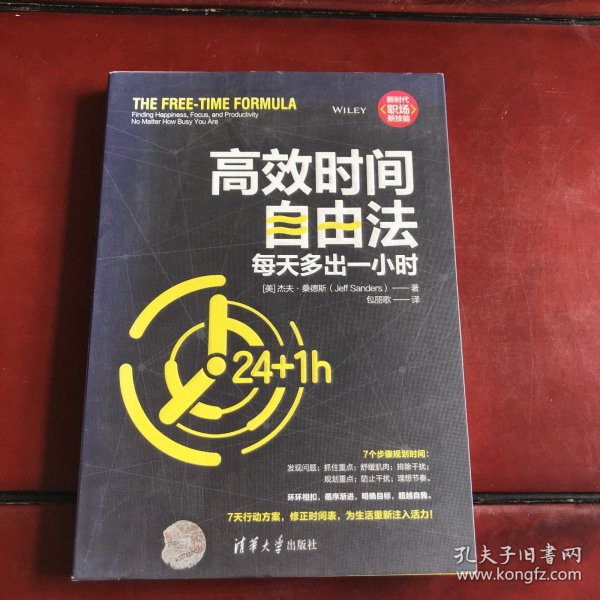 THE FREE-TIME FORMULA
Finding Happiness, Focus, and Productivity
No Matter How Busy You Are
WILEY
新时代
职场
新技能
高效时间
自由法
每天多出一小时
[美]杰夫·桑德斯(Jeff Sanders)——著
包丽歌——译
24+1h
7个步骤规划时间:
发现问题;抓住重点;舒缓肌肉;排除干扰;
规划重点;防止干扰;理想节奏。
环环相扣,循序渐进,明确目标,超越自我。
7天行动方案,修正时间表,为生活重新注入活力!
清华大学出版社
孔夫子旧书网
www.kongfz.com